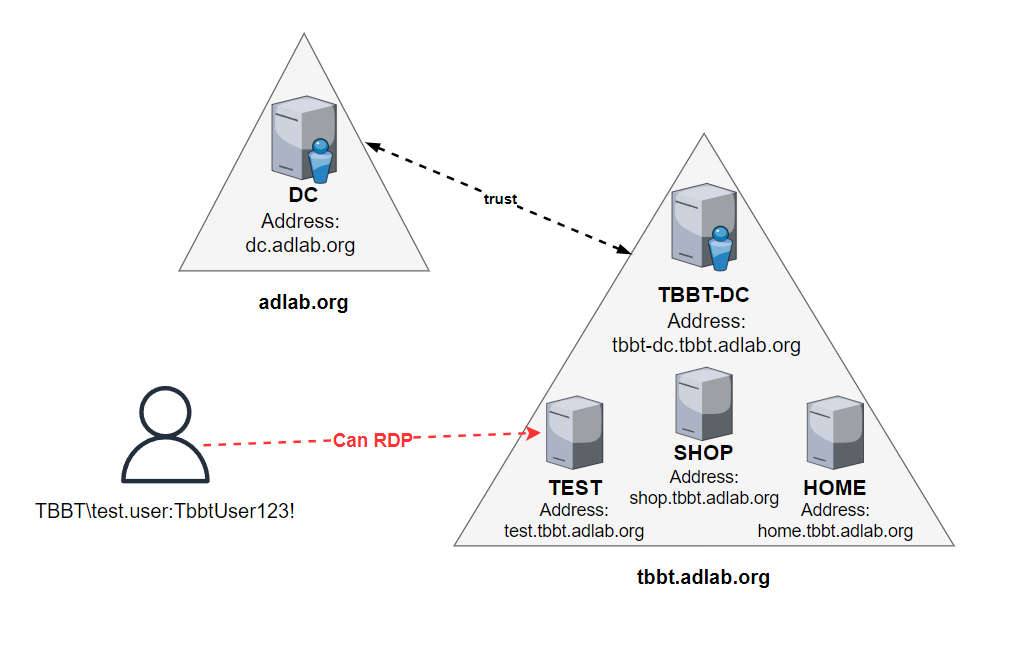 DC
Address:
dc.adlab.org
adlab.org
trust
TBBT-DC
Address:
tbbt-dc.tbbt.adlab.org
Can RDP
TBBT\test.user:TbbtUser123!
TEST
Address:
test.tbbt.adlab.org
SHOP
Address:
shop.tbbt.adlab.org
HOME
Address:
home.tbbt.adlab.org
tbbt.adlab.org